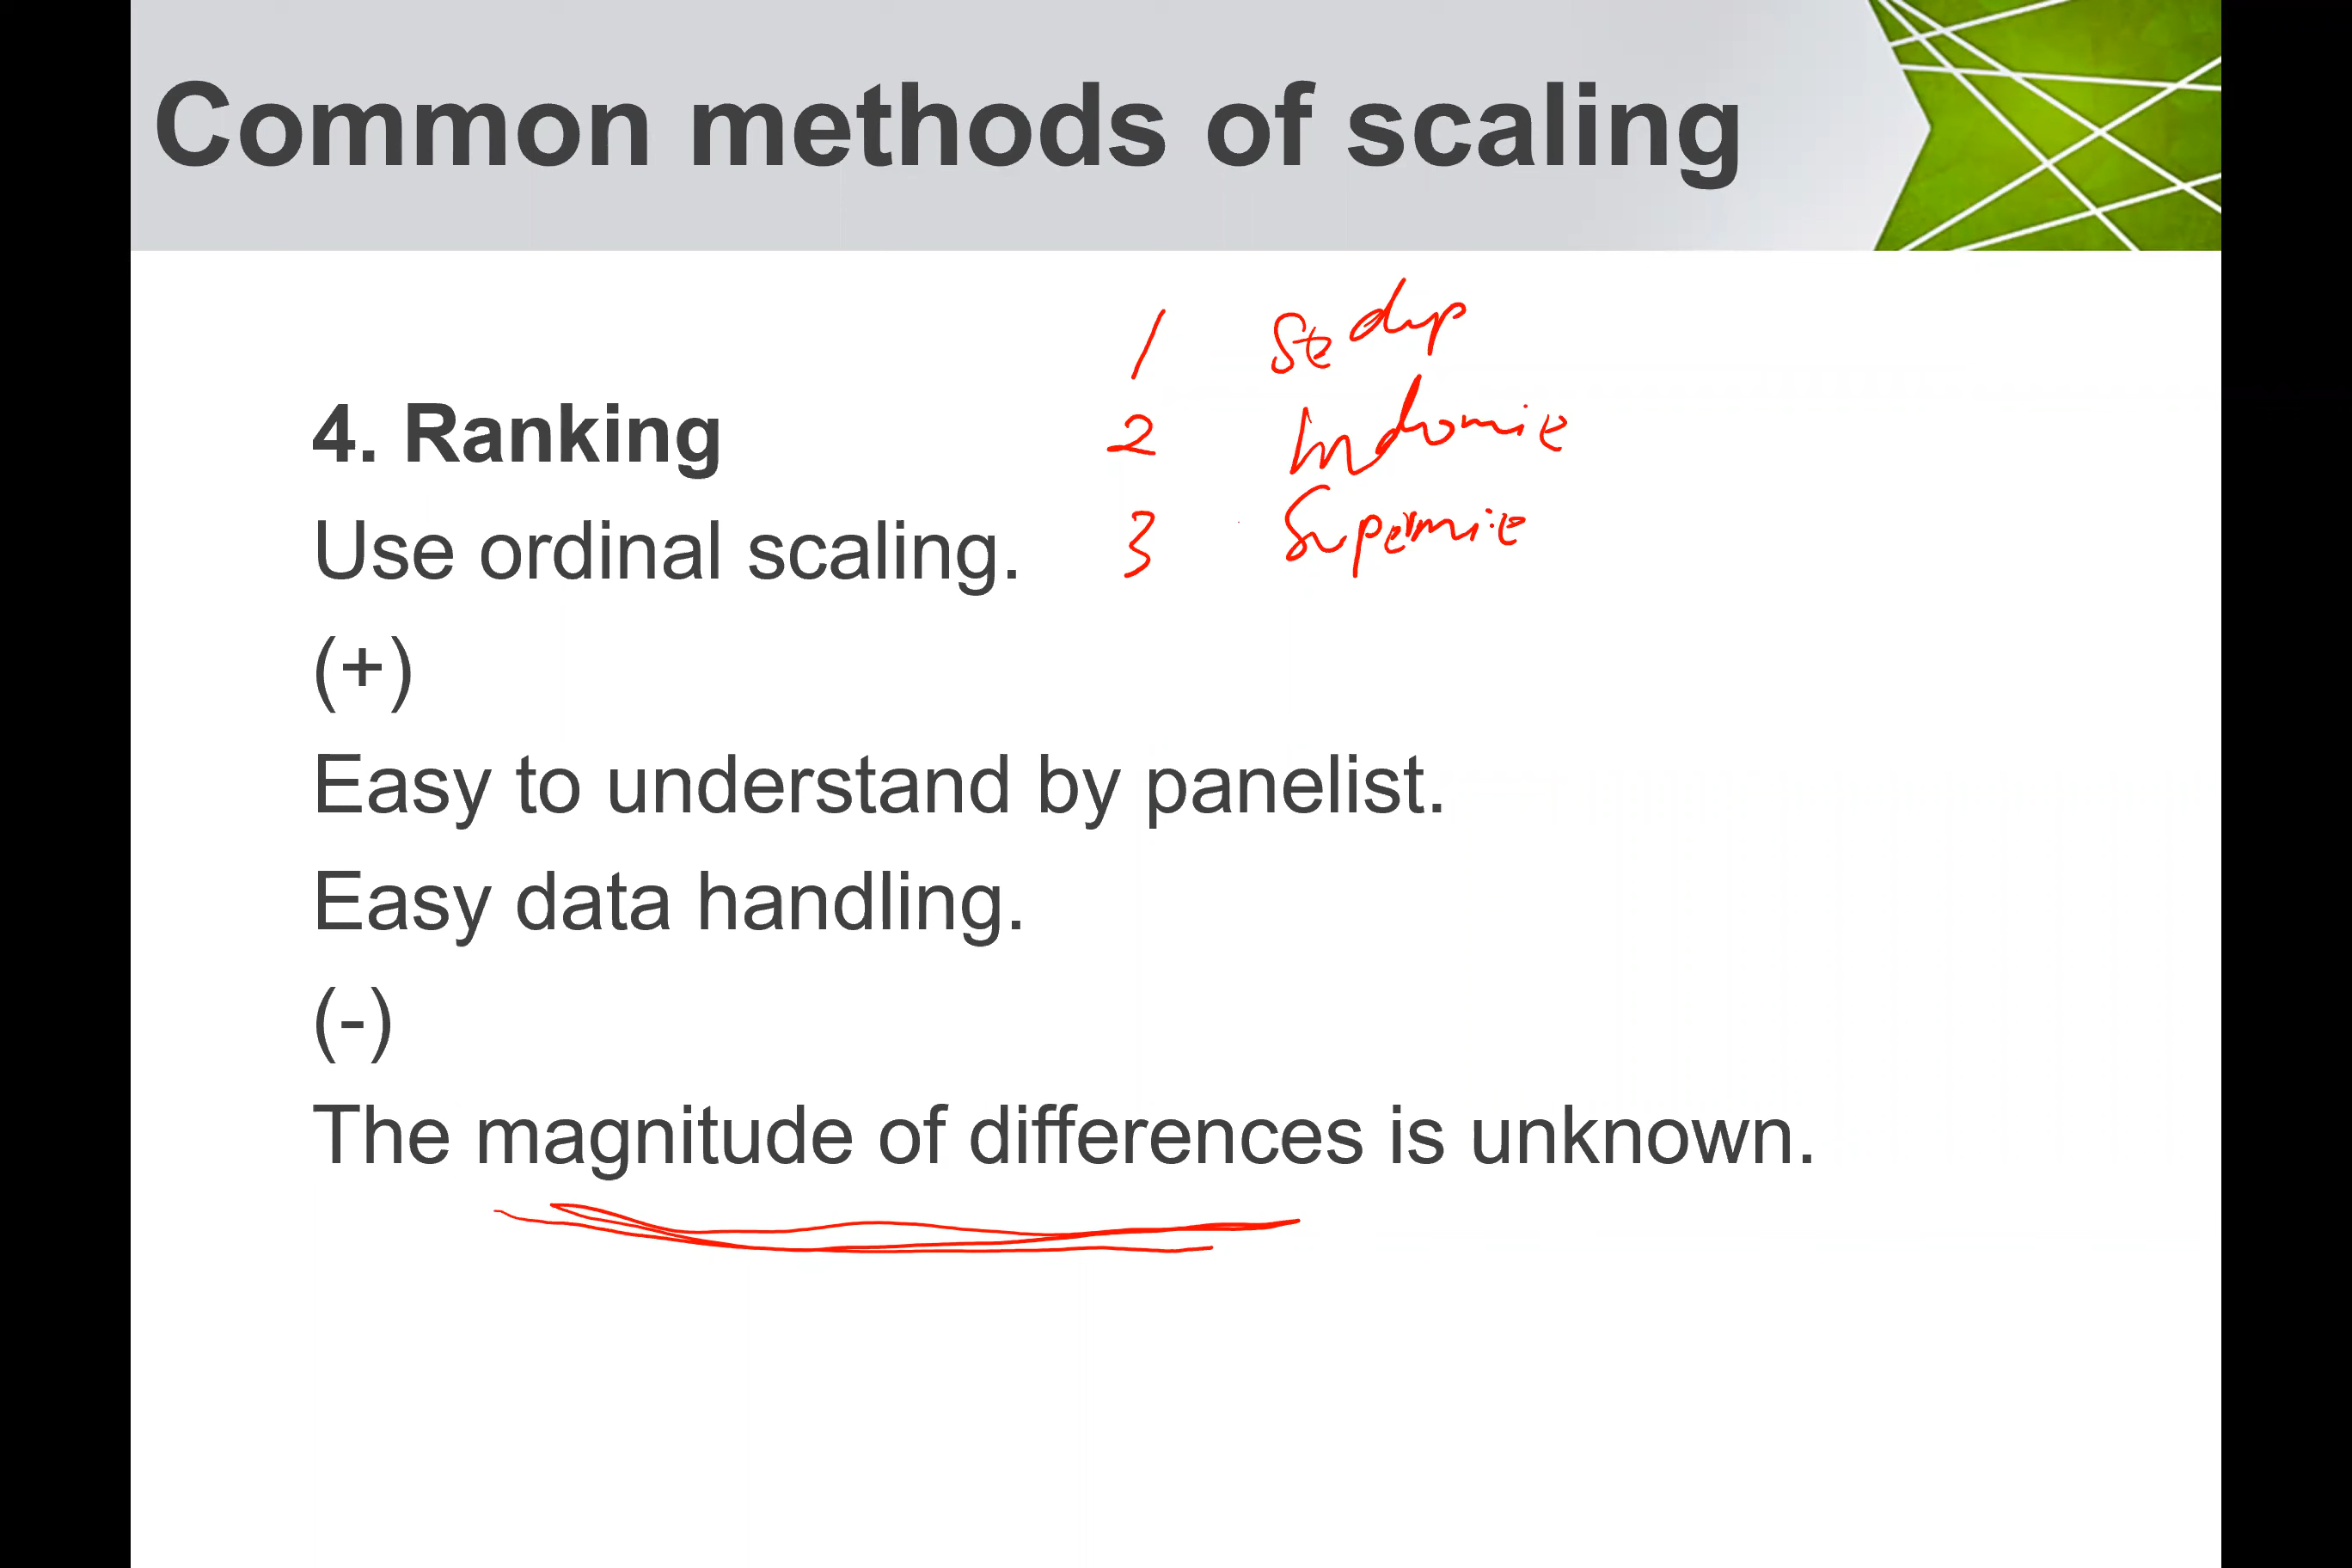 Common methods of scaling
1 Sedap
2 Indomie
3 Supermie
4. Ranking
Use ordinal scaling.
(+)
Easy to understand by panelist.
Easy data handling.
(-)
The magnitude of differences is unknown.